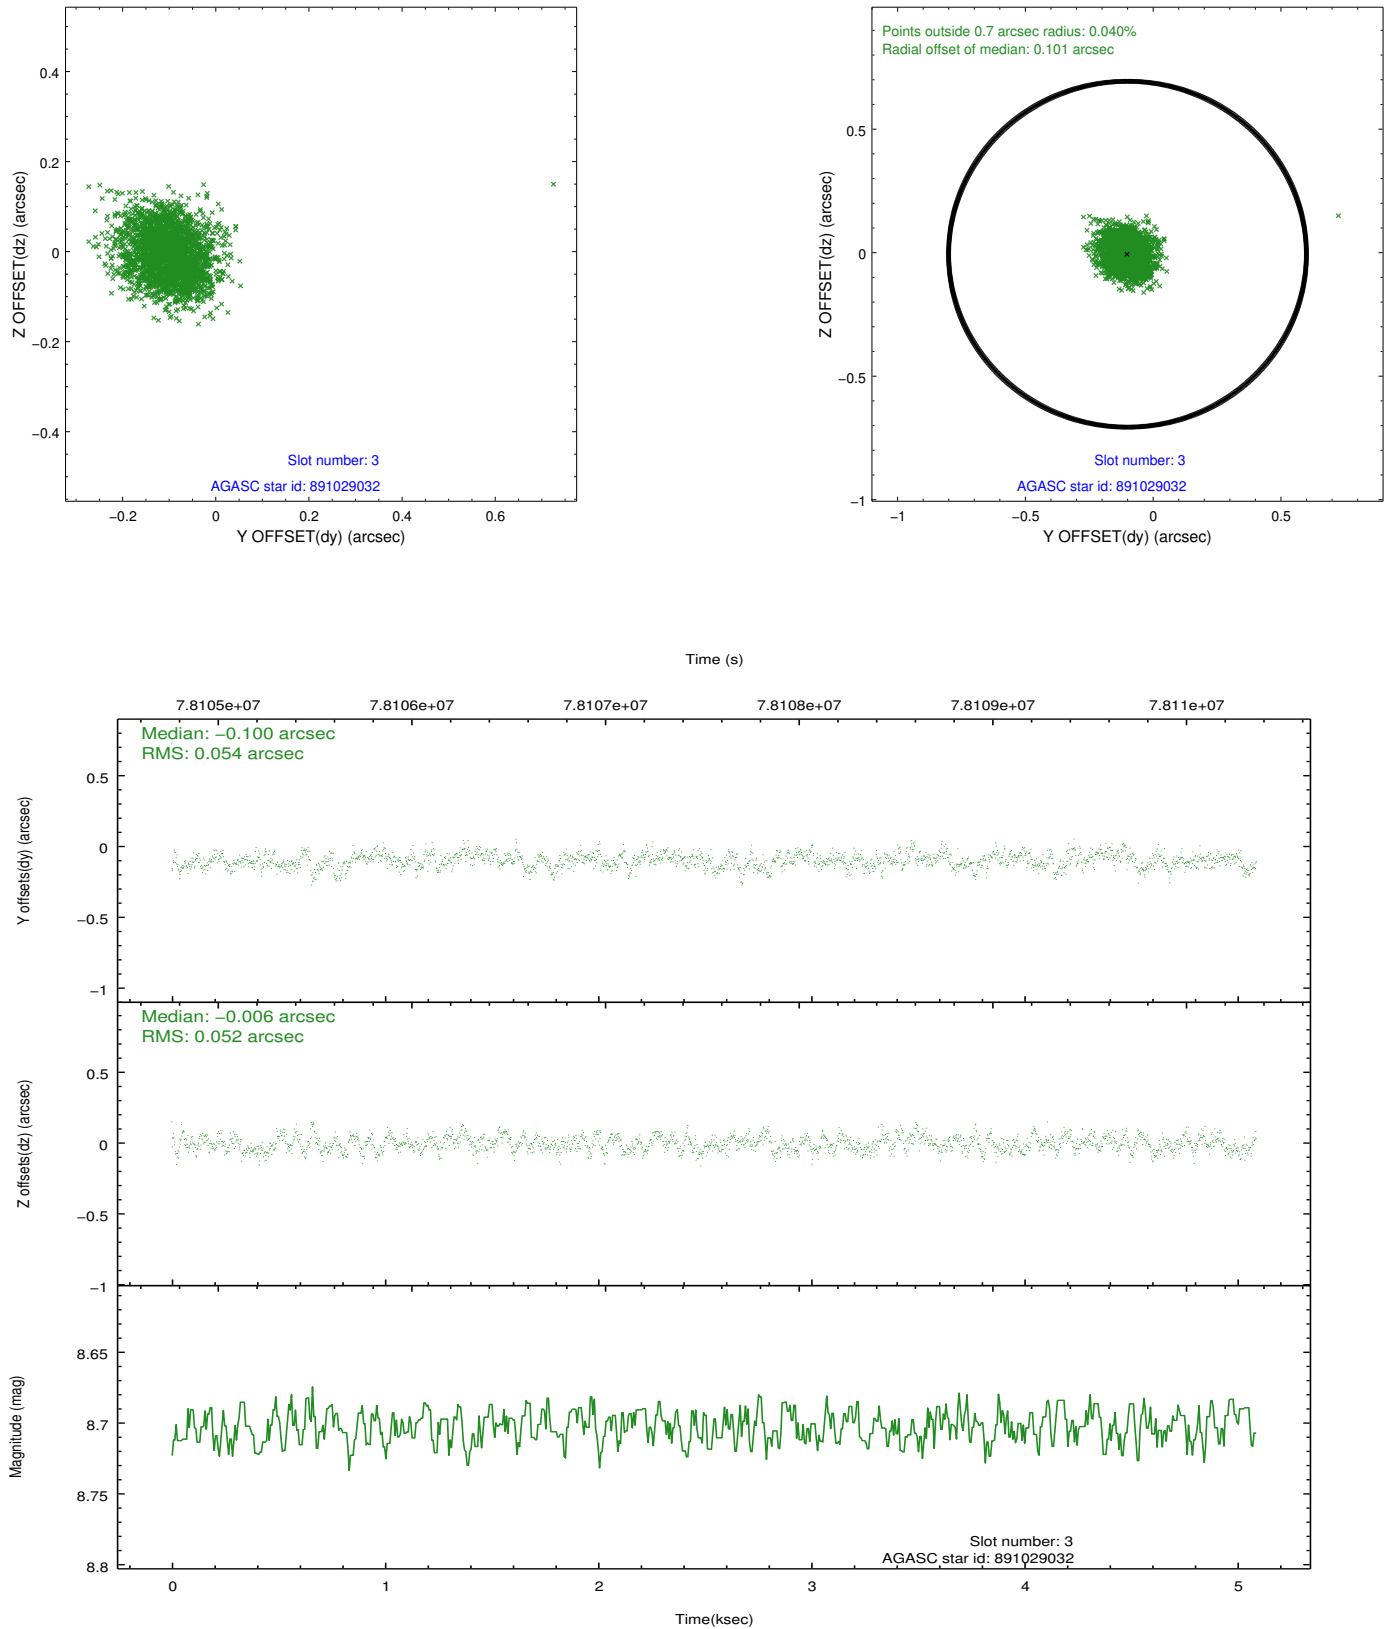 0.4
0.2
0
−0.2
−0.4
Z OFFSET(dz) (arcsec)
Slot number: 3
AGASC star id: 891029032
−0.2 0 0.2 0.4 0.6
Y OFFSET(dy) (arcsec)
Points outside 0.7 arcsec radius: 0.040%
Radial offset of median: 0.101 arcsec
0.5
0
−0.5
−1
Z OFFSET(dz) (arcsec)
Slot number: 3
AGASC star id: 891029032
−1 −0.5 0 0.5
Y OFFSET(dy) (arcsec)
Time (s)
7.8105e+07 7.8106e+07 7.8107e+07 7.8108e+07 7.8109e+07 7.811e+07
Median: −0.100 arcsec
RMS: 0.054 arcsec
0.5
0
−0.5
−1
Y offsets(dy) (arcsec)
Median: −0.006 arcsec
RMS: 0.052 arcsec
0.5
0
−0.5
−1
Z offsets(dz) (arcsec)
8.65
8.7
8.75
8.8
Magnitude (mag)
Slot number: 3
AGASC star id: 891029032
0 1 2 3 4 5
Time(ksec)